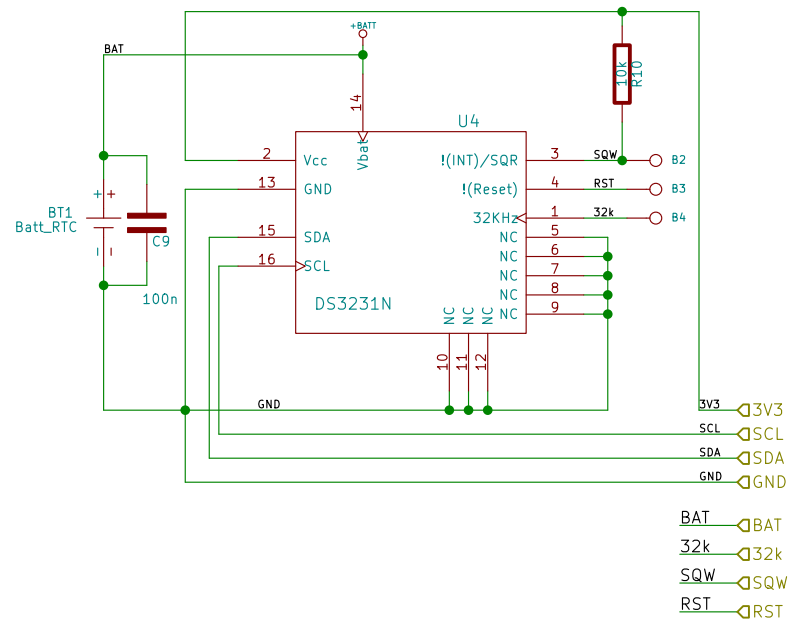 +BATT
BAT
14
Vbat
10k
R10
U4
2 Vcc
!(INT)/SQR 3 SQW B2
13 GND
!(Reset) 4 RST B3
32KHz 1 32k B4
BT1
Batt_RTC
+ +
C9
100n
15 SDA
NC 5
NC 6
16 SCL
NC 7
NC 8
DS3231N
NC 9
NC NC NC
10 11 12
GND
3V3 3V3
SCL SCL
SDA SDA
GND GND
BAT BAT
32k 32k
SQW SQW
RST RST